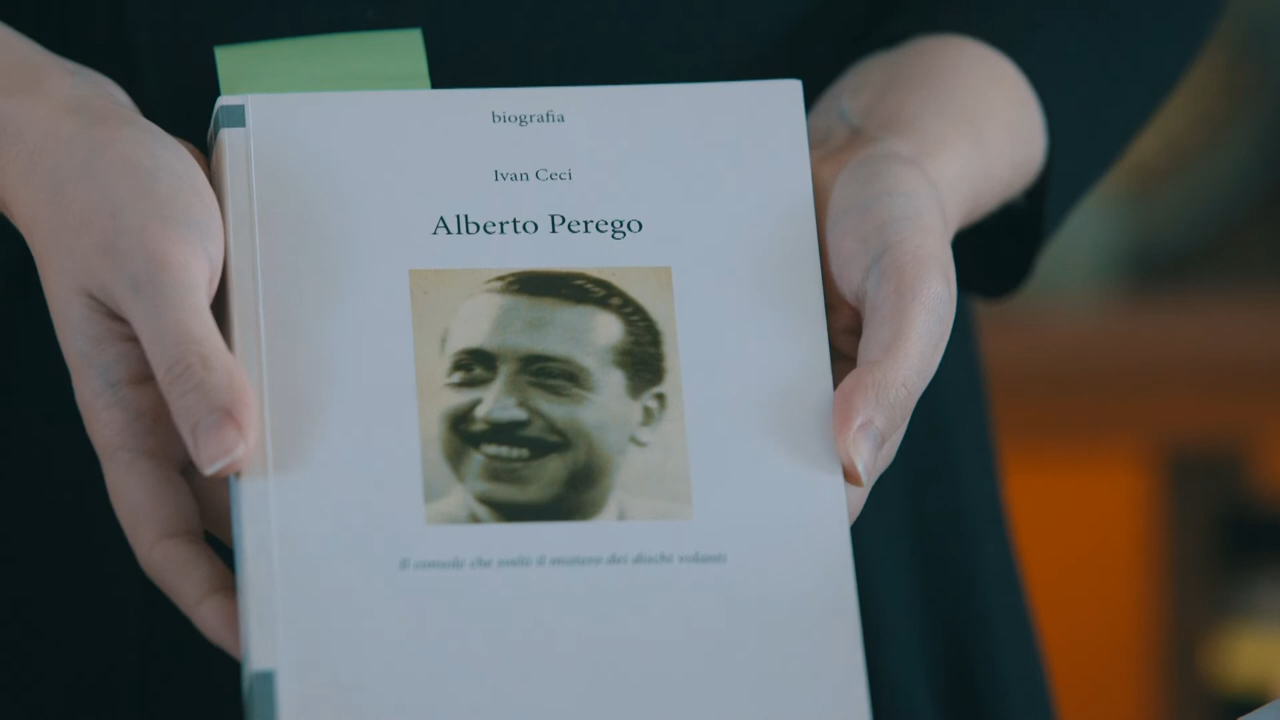 biografia
Ivan Ceci
Alberto Perego
Il console che svelò il mistero dei dischi volanti